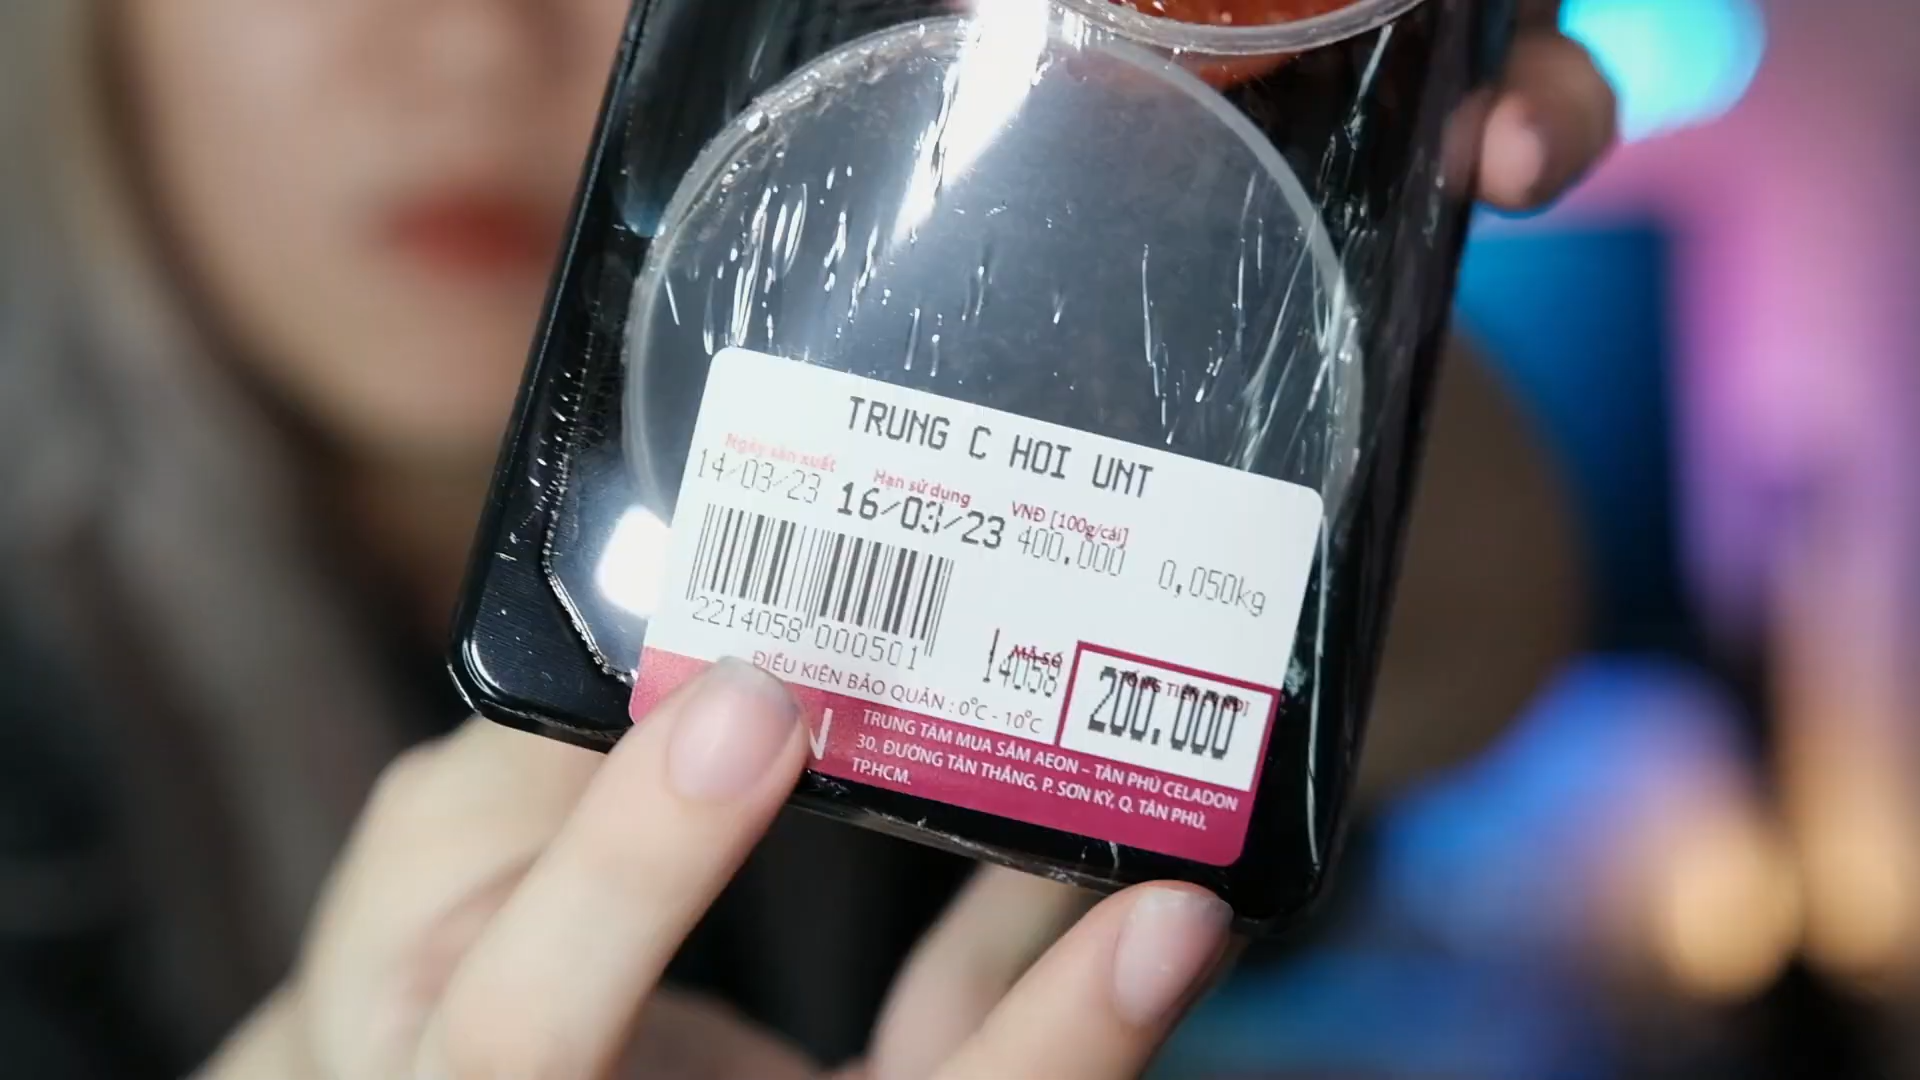 TRUNG C HOI UNT
Ngày sản xuất
14/03/23
Hạn sử dụng
16/03/23
VNĐ [100g/cái]
400.000
0,050kg
2214058 000501
MÃ SỐ
14058
TỔNG TIỀN
200.000
ĐIỀU KIỆN BẢO QUẢN : 0°C - 10°C
N
TRUNG TÂM MUA SẮM AEON – TÂN PHÚ CELADON
30, ĐƯỜNG TÂN THẮNG, P. SƠN KỲ, Q. TÂN PHÚ,
TP.HCM.